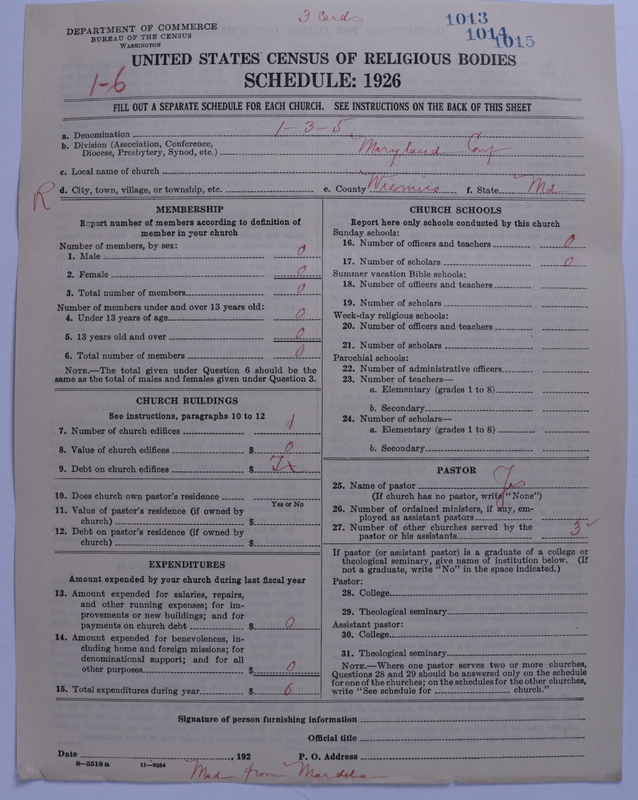 3 Cards
1013
1014
1015
DEPARTMENT OF COMMERCE
BUREAU OF THE CENSUS
WASHINGTON
UNITED STATES CENSUS OF RELIGIOUS BODIES
1-6
SCHEDULE: 1926
FILL OUT A SEPARATE SCHEDULE FOR EACH CHURCH. SEE INSTRUCTIONS ON THE BACK OF THIS SHEET
a. Denomination 1-3-5
b. Division (Association, Conference,
Diocese, Presbytery, Synod, etc.) Maryland Conf
c. Local name of church
R
d. City, town, village, or township, etc. e. County Wicomico f. State Md.
MEMBERSHIP
Report number of members according to definition of
member in your church
Number of members, by sex:
1. Male 0
2. Female 0
3. Total number of members 0
Number of members under and over 13 years old:
4. Under 13 years of age 0
5. 13 years old and over 0
6. Total number of members 0
NOTE.—The total given under Question 6 should be the
same as the total of males and females given under Question 3.
CHURCH BUILDINGS
See instructions, paragraphs 10 to 12
7. Number of church edifices 1
8. Value of church edifices $ 0
9. Debt on church edifices $
10. Does church own pastor's residence
Yes or No
11. Value of pastor's residence (if owned by
church) $
12. Debt on pastor's residence (if owned by
church) $
EXPENDITURES
Amount expended by your church during last fiscal year
13. Amount expended for salaries, repairs,
and other running expenses; for im-
provements or new buildings; and for
payments on church debt $ 0
14. Amount expended for benevolences, in-
cluding home and foreign missions; for
denominational support; and for all
other purposes $ 0
15. Total expenditures during year $ 0
CHURCH SCHOOLS
Report here only schools conducted by this church
Sunday schools:
16. Number of officers and teachers 0
17. Number of scholars 0
Summer vacation Bible schools:
18. Number of officers and teachers
19. Number of scholars
Week-day religious schools:
20. Number of officers and teachers
21. Number of scholars
Parochial schools:
22. Number of administrative officers
23. Number of teachers—
a. Elementary (grades 1 to 8)
b. Secondary
24. Number of scholars—
a. Elementary (grades 1 to 8)
b. Secondary
PASTOR
25. Name of pastor Yes
(If church has no pastor, write "None")
26. Number of ordained ministers, if any, em-
ployed as assistant pastors
27. Number of other churches served by the
pastor or his assistants 5
If pastor (or assistant pastor) is a graduate of a college or
theological seminary, give name of institution below. (If
not a graduate, write "No" in the space indicated.)
Pastor:
28. College
29. Theological seminary
Assistant pastor:
30. College
31. Theological seminary
NOTE.—Where one pastor serves two or more churches,
Questions 28 and 29 should be answered only on the schedule
for one of the churches; on the schedules for the other churches,
write "See schedule for church."
Signature of person furnishing information
Official title
Date , 192 P. O. Address
8-5518 a 11-9054
Mad from Mardela